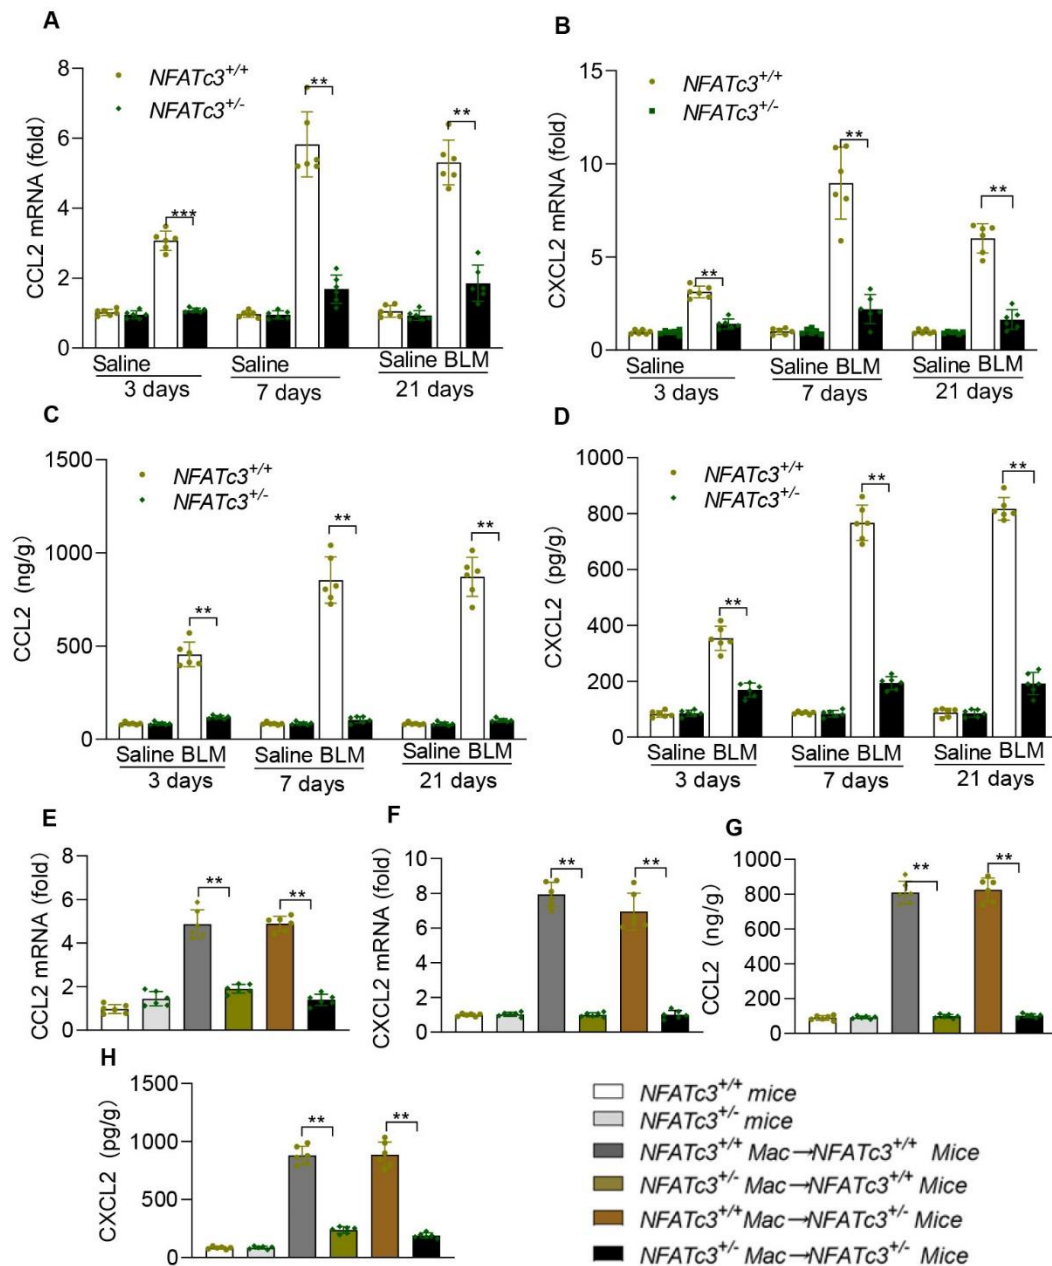 A
8
6
4
2
0
CCL2 mRNA (fold)
NFATc3+/+
NFATc3+/-
***
**
**
Saline
3 days
Saline
7 days
Saline BLM
21 days
B
15
10
5
0
CXCL2 mRNA (fold)
NFATc3+/+
NFATc3+/-
**
**
**
Saline
3 days
Saline BLM
7 days
Saline BLM
21 days
C
1500
1000
500
0
CCL2 (ng/g)
NFATc3+/+
NFATc3+/-
**
**
**
Saline BLM
3 days
Saline BLM
7 days
Saline BLM
21 days
D
1000
800
600
400
200
0
CXCL2 (pg/g)
NFATc3+/+
NFATc3+/-
**
**
**
Saline BLM
3 days
Saline BLM
7 days
Saline BLM
21 days
E
8
6
4
2
0
CCL2 mRNA (fold)
**
**
F
10
8
6
4
2
0
CXCL2 mRNA (fold)
**
**
G
1000
800
600
400
200
0
CCL2 (ng/g)
**
**
H
1500
1000
500
0
CXCL2 (pg/g)
**
**
NFATc3+/+ mice
NFATc3+/- mice
NFATc3+/+ Mac→NFATc3+/+ Mice
NFATc3+/- Mac→NFATc3+/+ Mice
NFATc3+/+ Mac→NFATc3+/- Mice
NFATc3+/- Mac→NFATc3+/- Mice